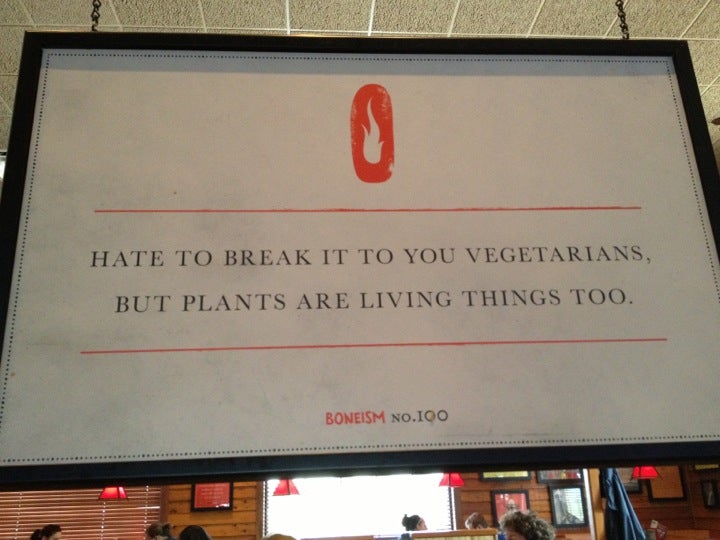 HATE TO BREAK IT TO YOU VEGETARIANS,
BUT PLANTS ARE LIVING THINGS TOO.
BONEISM NO.100